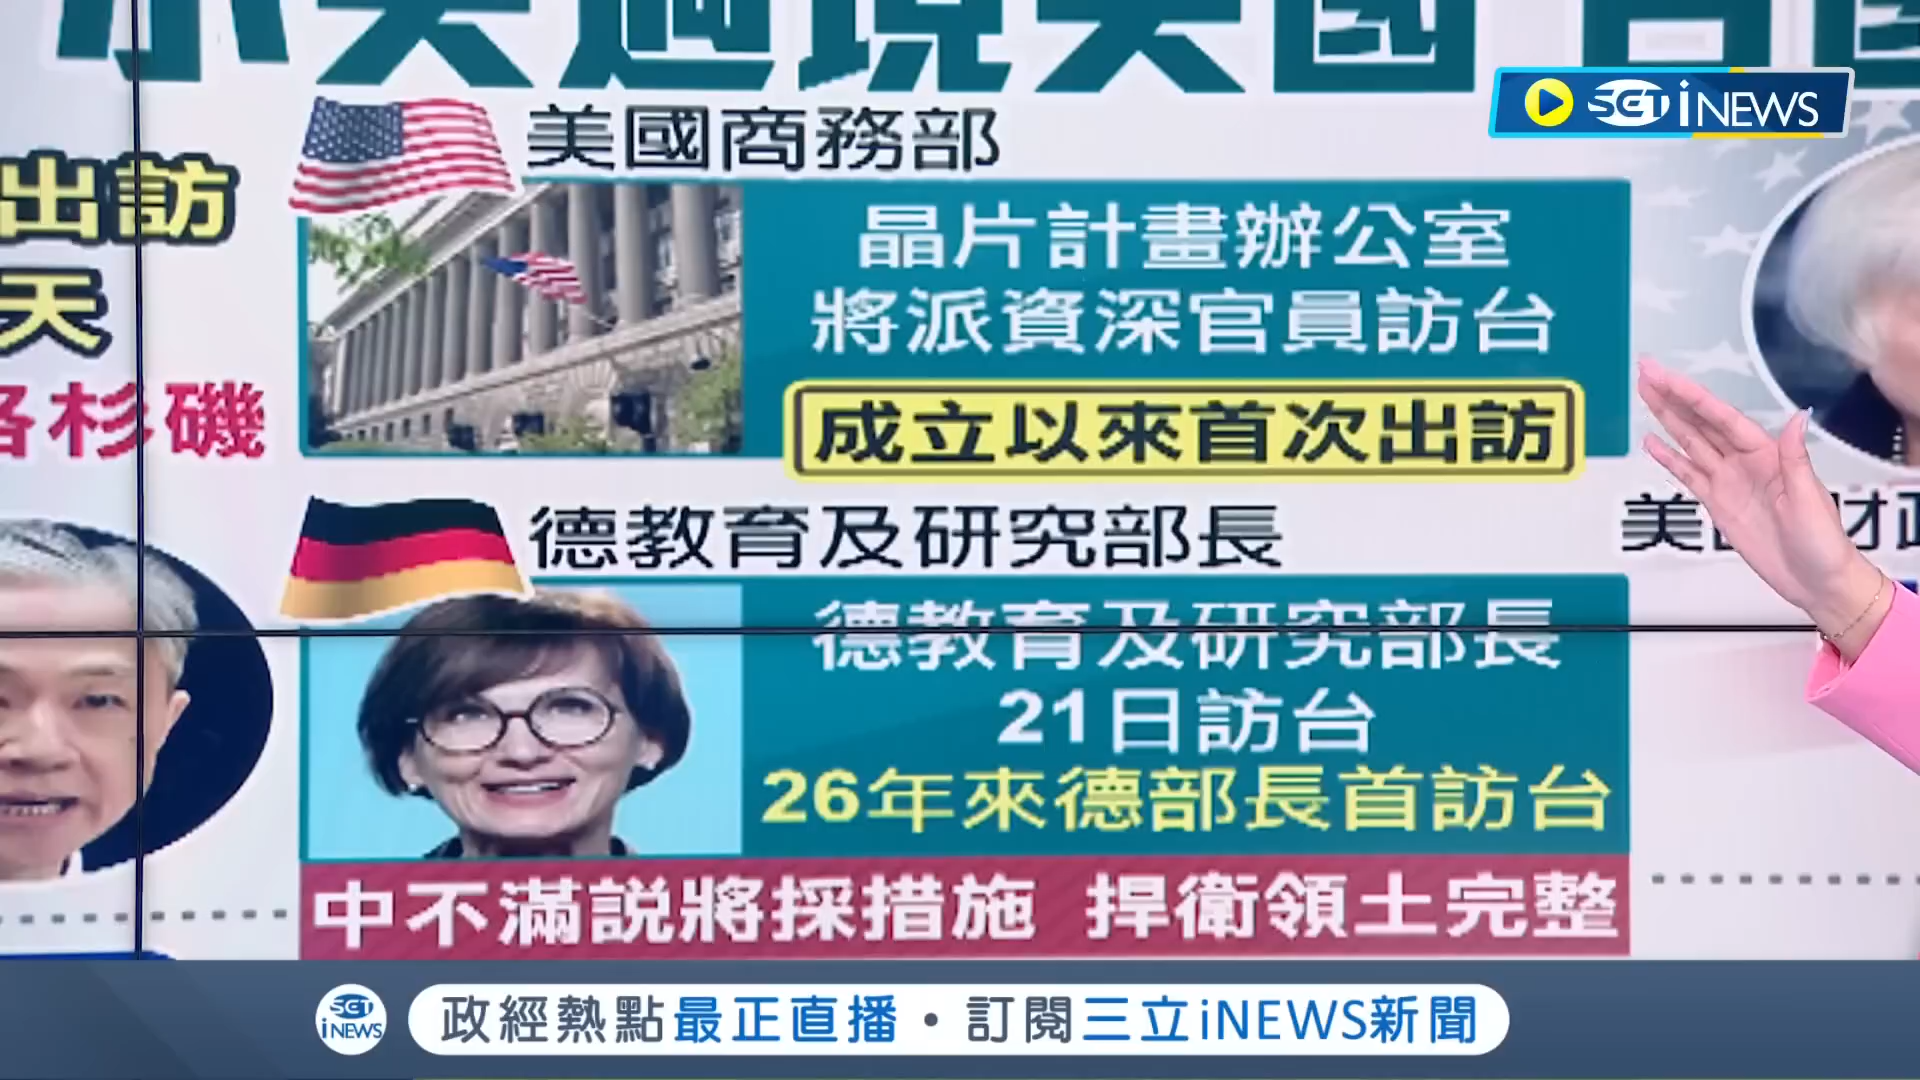 SET iNEWS
出訪
天
杉磯
美國商務部
晶片計畫辦公室
將派資深官員訪台
成立以來首次出訪
德教育及研究部長
德教育及研究部長
21日訪台
26年來德部長首訪台
中不滿説將採措施 捍衛領土完整
美國財政
SET iNEWS
政經熱點最正直播・訂閱三立iNEWS新聞